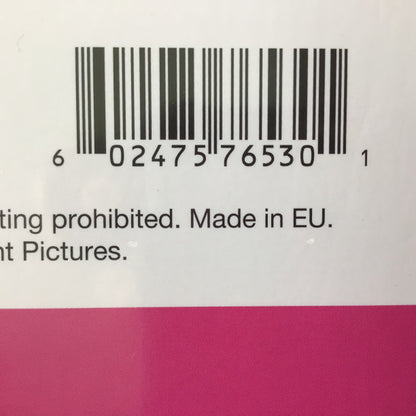 6 02475 76530 1
ting prohibited. Made in EU.
nt Pictures.